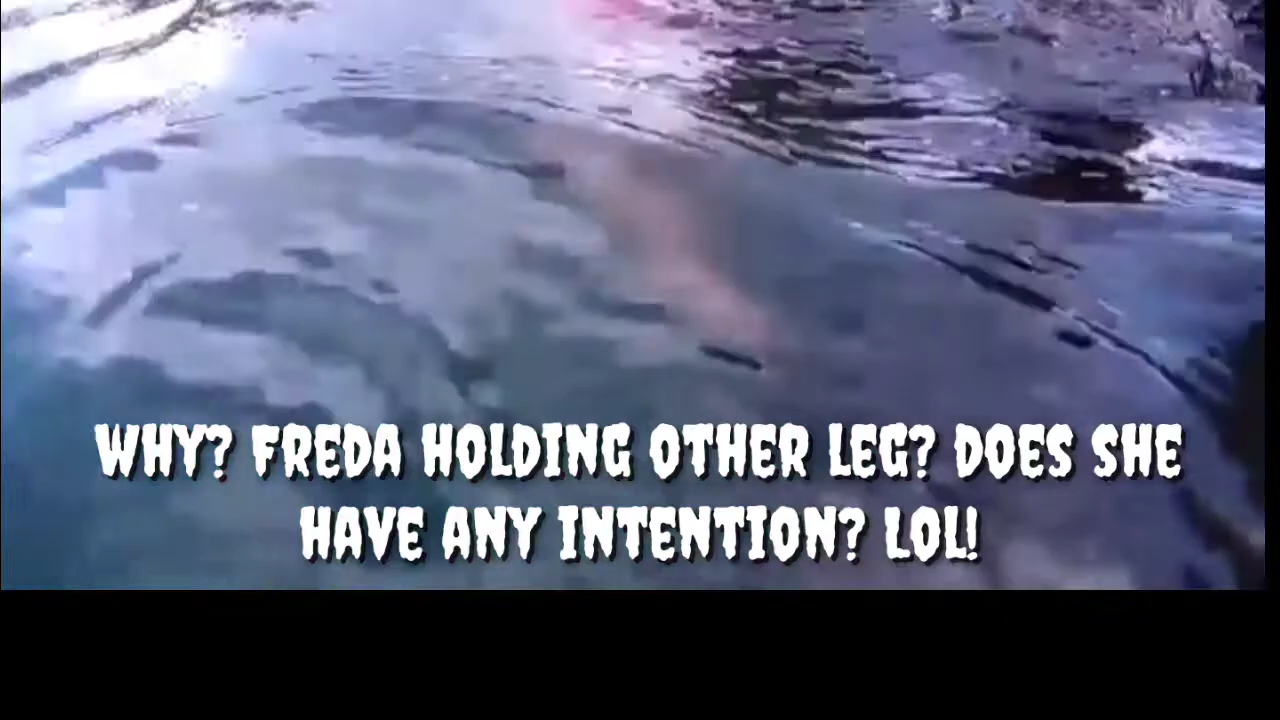 WHY? FREDA HOLDING OTHER LEG? DOES SHE
HAVE ANY INTENTION? LOL!